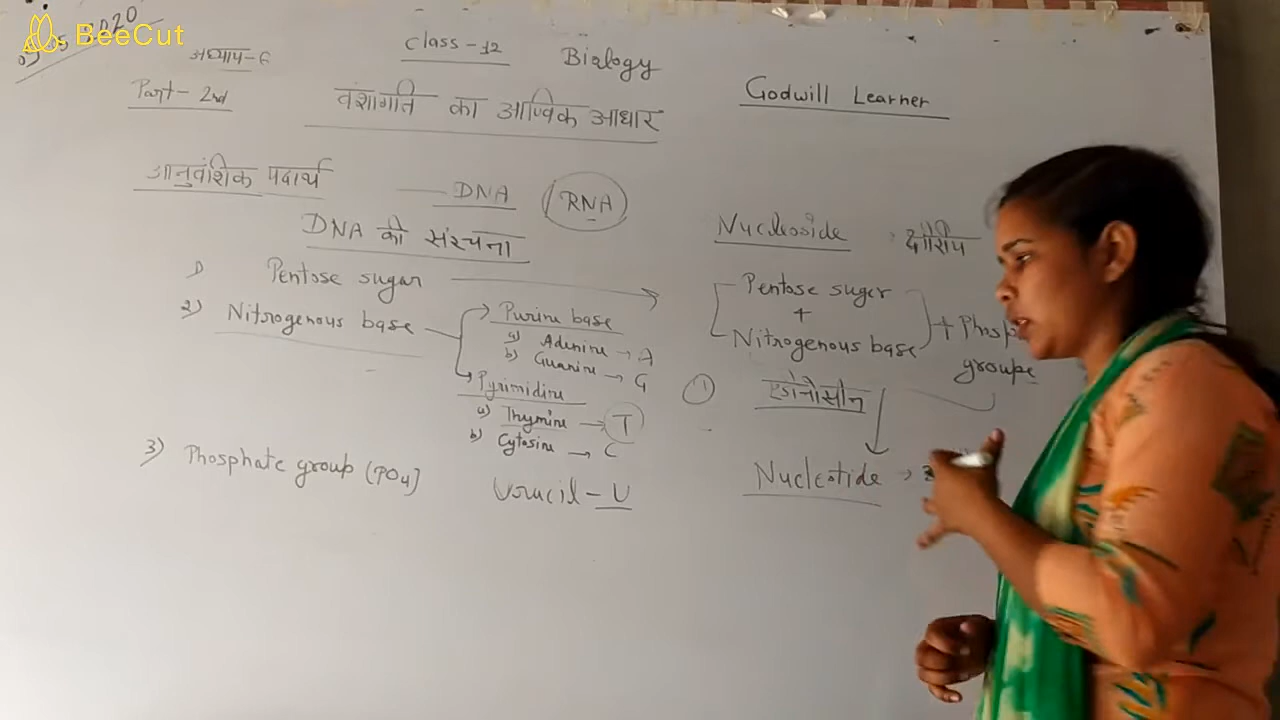 BeeCut
2020
अध्याय-6
Class-12 Biology
Part-2nd
वंशागति का आण्विक आधार
Godwill Learner
आनुवंशिक पदार्थ — DNA RNA
DNA की संरचना
1) Pentose sugar
2) Nitrogenous base
Purine base
a) Adenine → A
b) Guanine → G
Pyrimidine
a) Thymine → T
b) Cytosine → C
3) Phosphate group (PO4]
Uracil - U
Nucleoside
Pentose sugar
+
Nitrogenous base
+ Phosp
groupe
①
एडीनोसीन
Nucleotide →